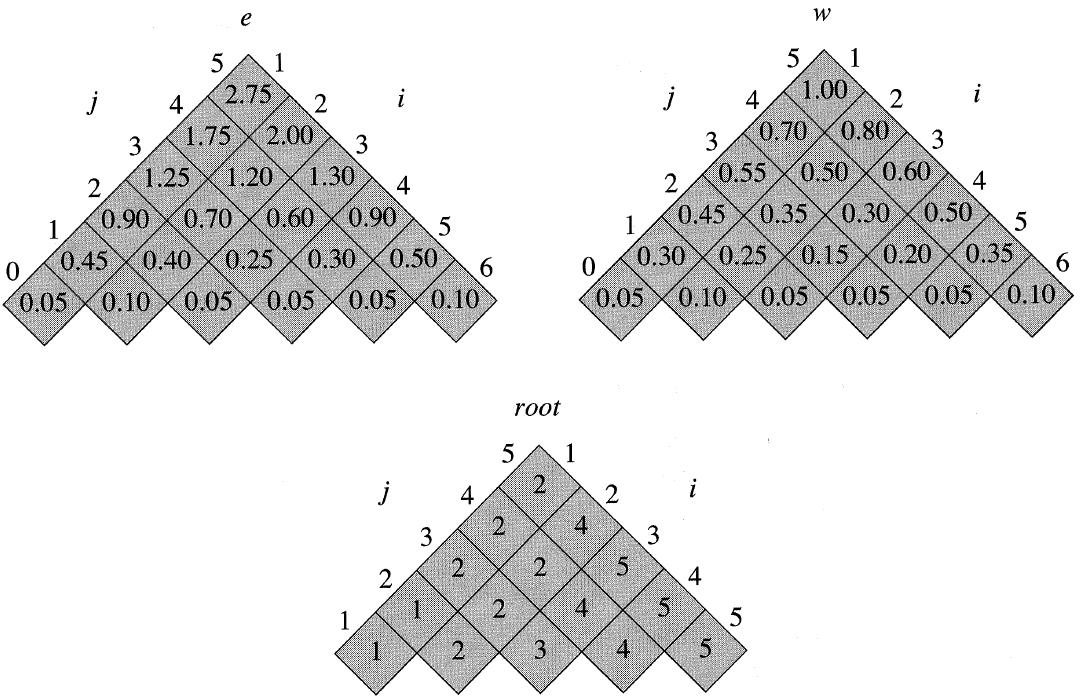 e
5 1
j 4 2.75 2 i
3 1.75 2.00 3
2 1.25 1.20 1.30 4
1 0.90 0.70 0.60 0.90 5
0 0.45 0.40 0.25 0.30 0.50 6
0.05 0.10 0.05 0.05 0.05 0.10
w
5 1
j 4 1.00 2 i
3 0.70 0.80 3
2 0.55 0.50 0.60 4
1 0.45 0.35 0.30 0.50 5
0 0.30 0.25 0.15 0.20 0.35 6
0.05 0.10 0.05 0.05 0.05 0.10
root
5 1
j 4 2 2 i
3 2 4 3
2 2 2 5 4
1 1 2 4 5 5
1 2 3 4 5